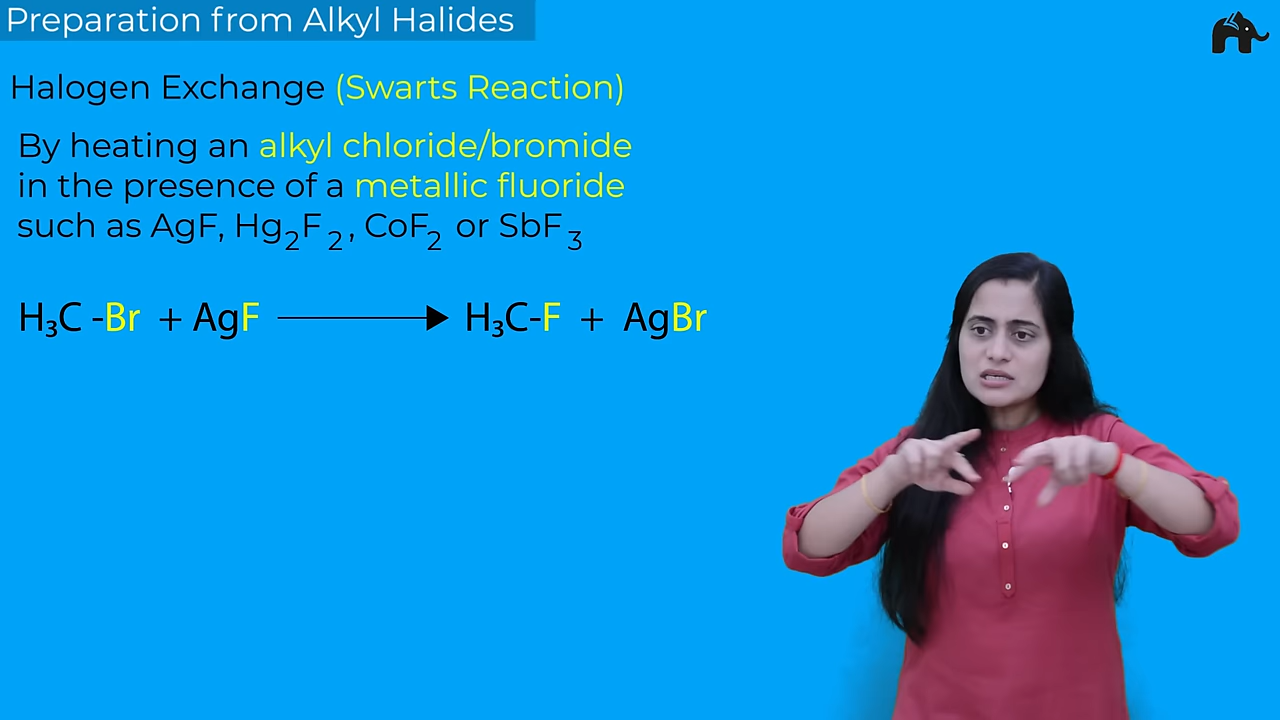 Preparation from Alkyl Halides
Halogen Exchange (Swarts Reaction)
By heating an alkyl chloride/bromide
in the presence of a metallic fluoride
such as AgF, Hg₂F₂, CoF₂ or SbF₃
H₃C -Br + AgF ⟶ H₃C-F + AgBr